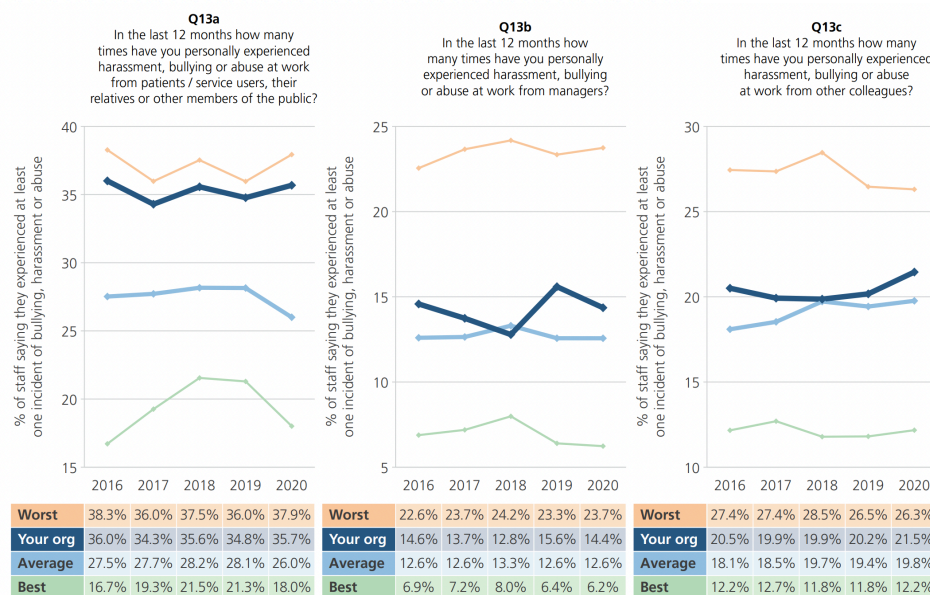 Q13a
In the last 12 months how many
times have you personally experienced
harassment, bullying or abuse at work
from patients / service users, their
relatives or other members of the public?
% of staff saying they experienced at least
one incident of bullying, harassment or abuse
40
35
30
25
20
15
2016 2017 2018 2019 2020
Worst 38.3% 36.0% 37.5% 36.0% 37.9%
Your org 36.0% 34.3% 35.6% 34.8% 35.7%
Average 27.5% 27.7% 28.2% 28.1% 26.0%
Best 16.7% 19.3% 21.5% 21.3% 18.0%
Q13b
In the last 12 months how
many times have you personally
experienced harassment, bullying
or abuse at work from managers?
% of staff saying they experienced at least
one incident of bullying, harassment or abuse
25
20
15
10
5
2016 2017 2018 2019 2020
Worst 22.6% 23.7% 24.2% 23.3% 23.7%
Your org 14.6% 13.7% 12.8% 15.6% 14.4%
Average 12.6% 12.6% 13.3% 12.6% 12.6%
Best 6.9% 7.2% 8.0% 6.4% 6.2%
Q13c
In the last 12 months how many
times have you personally experienced
harassment, bullying or abuse
at work from other colleagues?
% of staff saying they experienced at least
one incident of bullying, harassment or abuse
30
25
20
15
10
2016 2017 2018 2019 2020
Worst 27.4% 27.4% 28.5% 26.5% 26.3%
Your org 20.5% 19.9% 19.9% 20.2% 21.5%
Average 18.1% 18.5% 19.7% 19.4% 19.8%
Best 12.2% 12.7% 11.8% 11.8% 12.2%